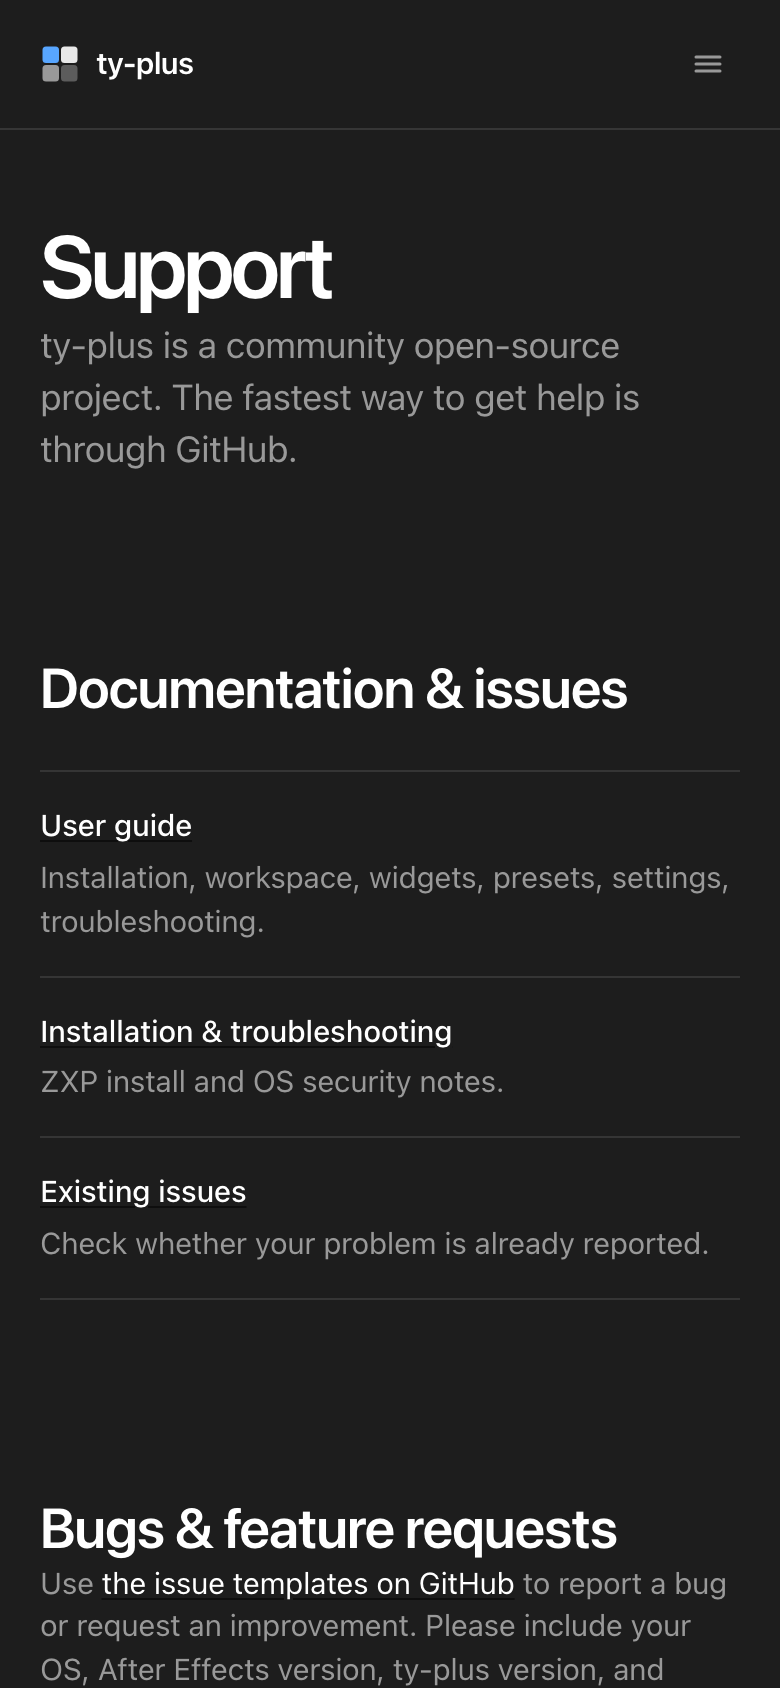 ty-plus
Support
ty-plus is a community open-source
project. The fastest way to get help is
through GitHub.
Documentation & issues
User guide
Installation, workspace, widgets, presets, settings,
troubleshooting.
Installation & troubleshooting
ZXP install and OS security notes.
Existing issues
Check whether your problem is already reported.
Bugs & feature requests
Use the issue templates on GitHub to report a bug
or request an improvement. Please include your
OS, After Effects version, ty-plus version, and